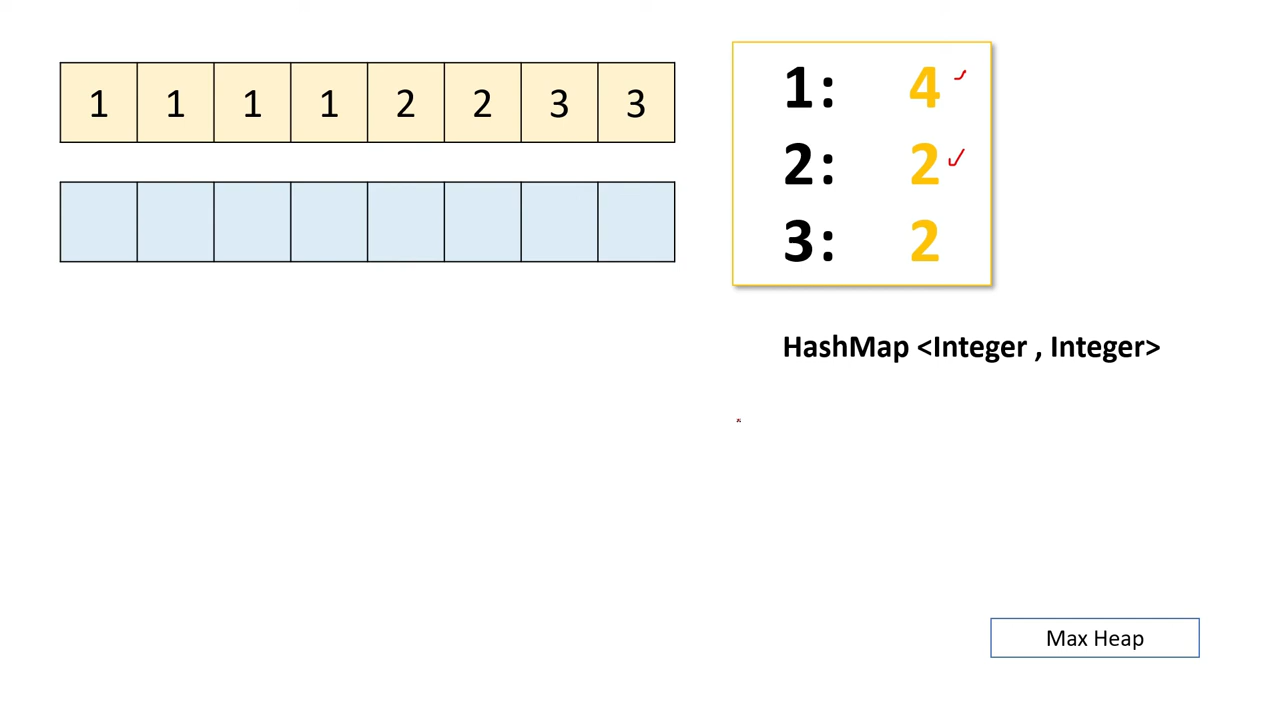 1 1 1 1 2 2 3 3
1: 4
2: 2
3: 2
HashMap <Integer , Integer>
Max Heap